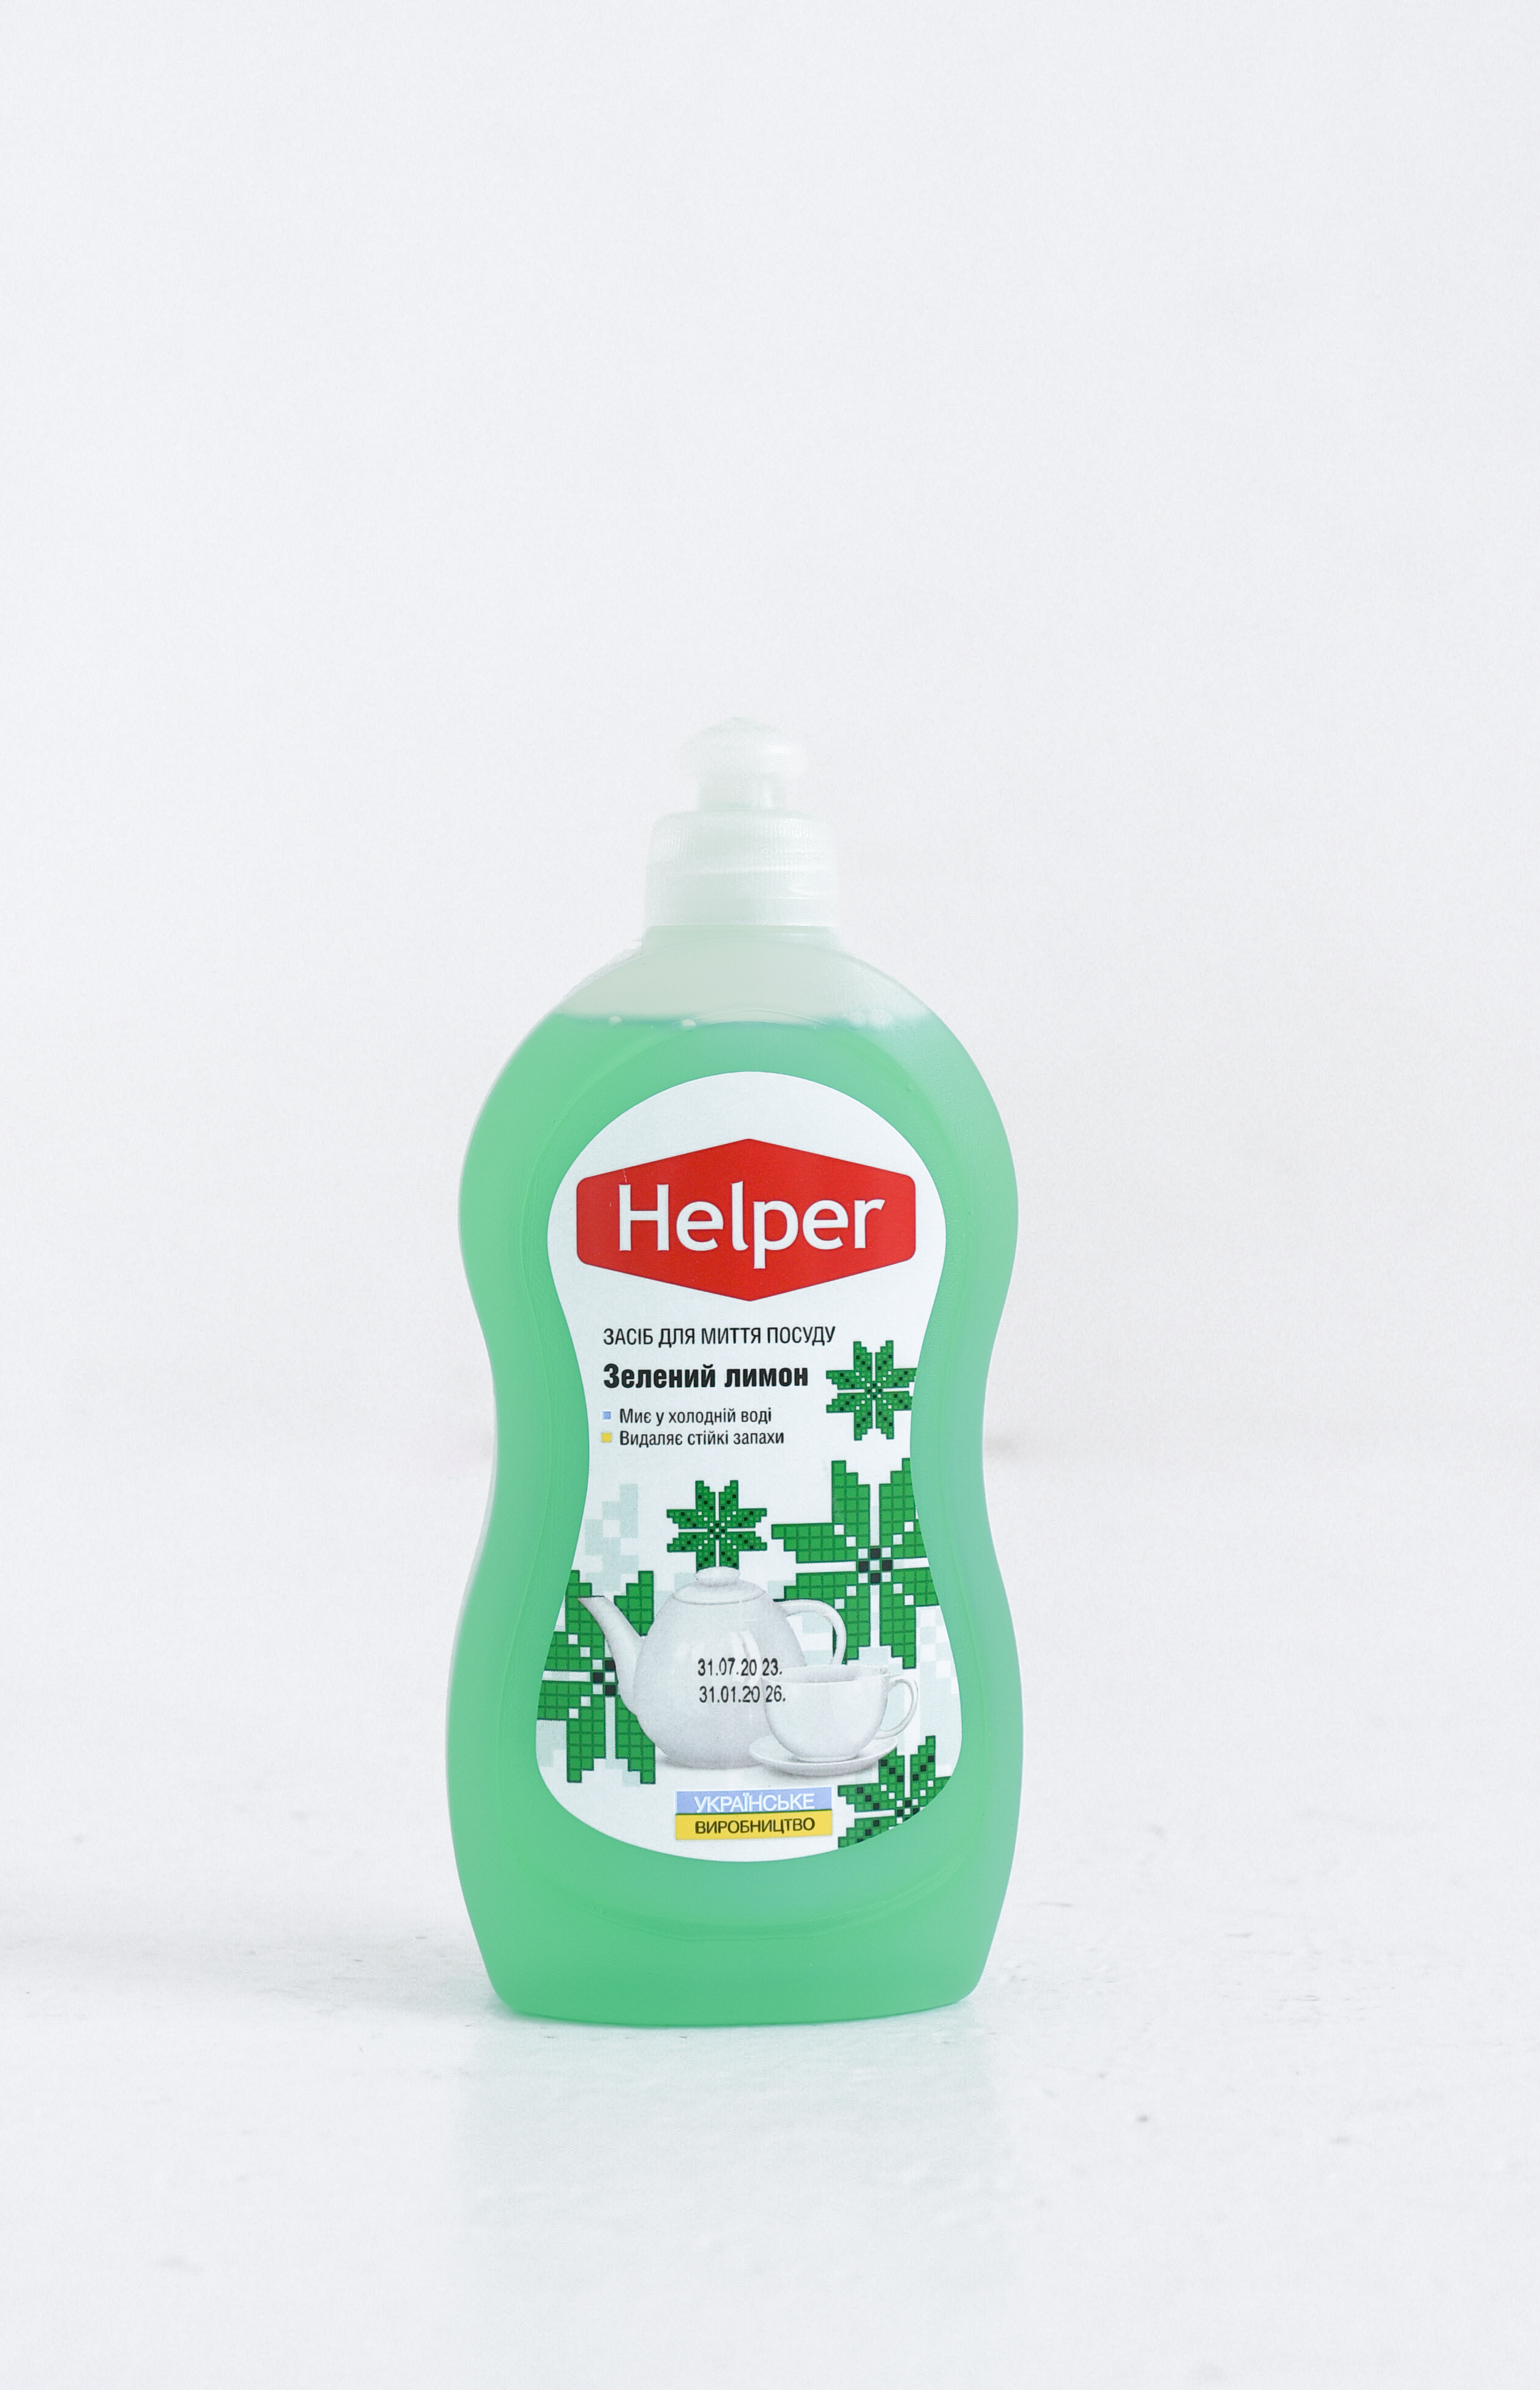 Helper
ЗАСІБ ДЛЯ МИТТЯ ПОСУДУ
Зелений лимон
Миє у холодній воді
Видаляє стійкі запахи
31.07.20 23.
31.01.20 26.
УКРАЇНСЬКЕ
ВИРОБНИЦТВО